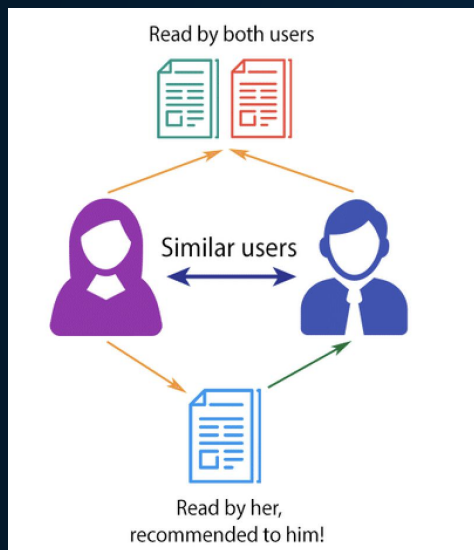 Read by both users
Similar users
Read by her,
recommended to him!